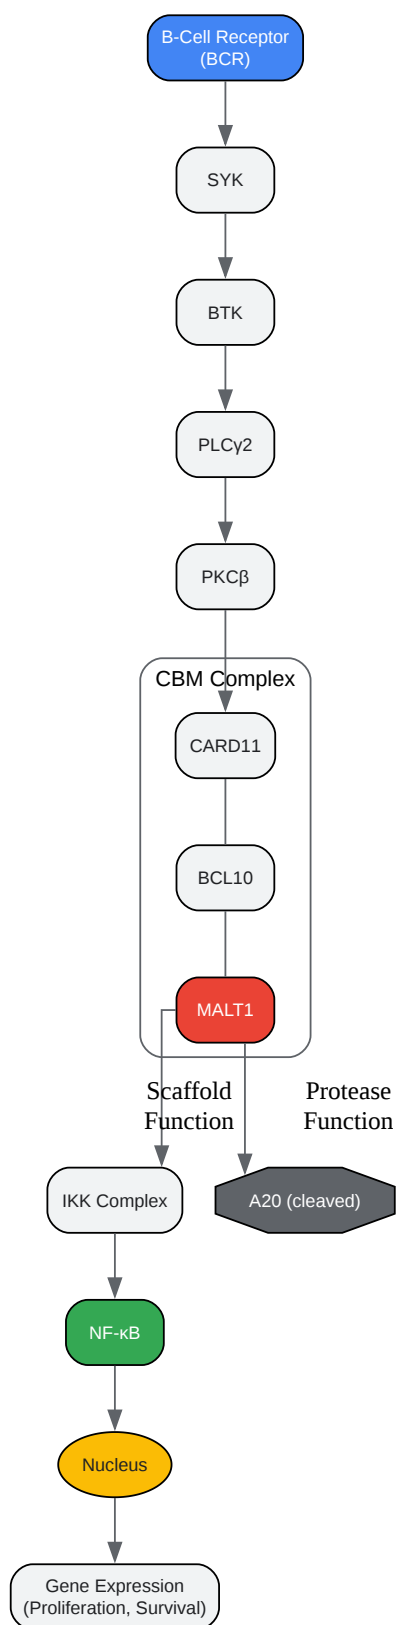 B-Cell Receptor
(BCR)
SYK
BTK
PLCγ2
PKCβ
CBM Complex
CARD11
BCL10
MALT1
Scaffold
Function
Protease
Function
IKK Complex
A20 (cleaved)
NF-κB
Nucleus
Gene Expression
(Proliferation, Survival)